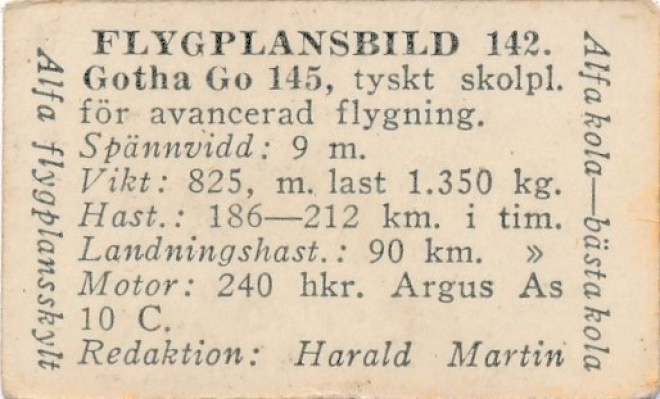 FLYGPLANSBILD 142.
Gotha Go 145, tyskt skolpl.
för avancerad flygning.
Spännvidd: 9 m.
Vikt: 825, m. last 1.350 kg.
Hast.: 186—212 km. i tim.
Landningshast.: 90 km. »
Motor: 240 hkr. Argus As
10 C.
Redaktion: Harald Martin
Alfa flygplansskylt
Alfa kola—bästa kola